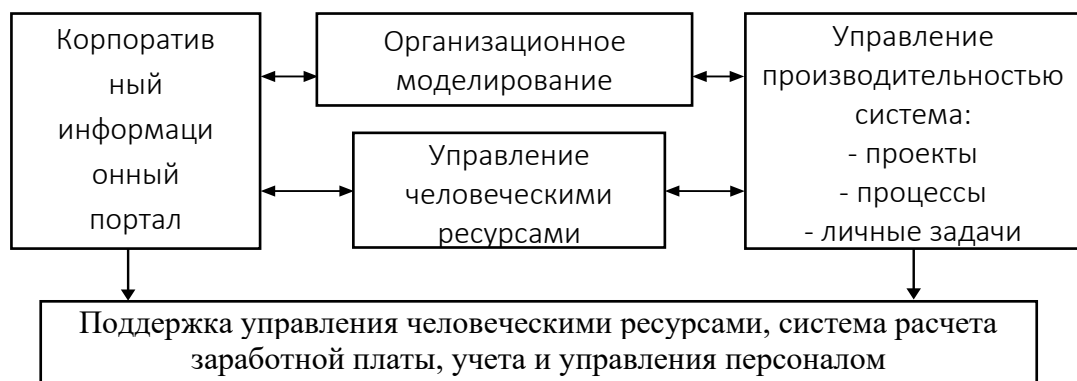 Корпоратив
ный
информаци
онный
портал
Организационное
моделирование
Управление
человеческими
ресурсами
Управление
производительностью
система:
- проекты
- процессы
- личные задачи
Поддержка управления человеческими ресурсами, система расчета
заработной платы, учета и управления персоналом